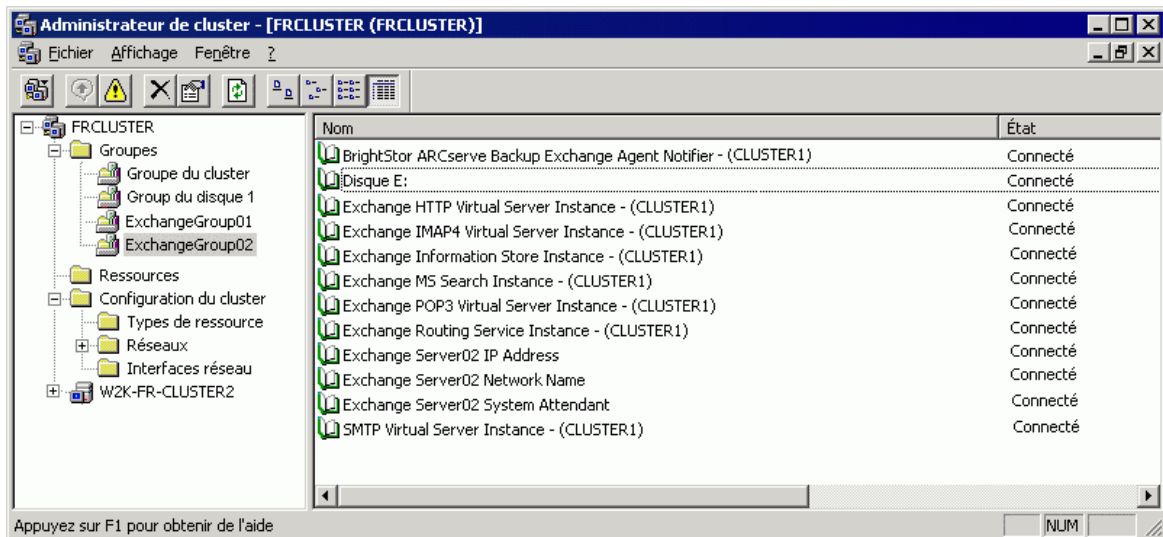 Administrateur de cluster - [FRCLUSTER (FRCLUSTER)]
Fichier Affichage Fenêtre ?
FRCLUSTER
Groupes
Groupe du cluster
Group du disque 1
ExchangeGroup01
ExchangeGroup02
Ressources
Configuration du cluster
Types de ressource
Réseaux
Interfaces réseau
W2K-FR-CLUSTER2
Nom État
BrightStor ARCserve Backup Exchange Agent Notifier - (CLUSTER1) Connecté
Disque E: Connecté
Exchange HTTP Virtual Server Instance - (CLUSTER1) Connecté
Exchange IMAP4 Virtual Server Instance - (CLUSTER1) Connecté
Exchange Information Store Instance - (CLUSTER1) Connecté
Exchange MS Search Instance - (CLUSTER1) Connecté
Exchange POP3 Virtual Server Instance - (CLUSTER1) Connecté
Exchange Routing Service Instance - (CLUSTER1) Connecté
Exchange Server02 IP Address Connecté
Exchange Server02 Network Name Connecté
Exchange Server02 System Attendant Connecté
SMTP Virtual Server Instance - (CLUSTER1) Connecté
Appuyez sur F1 pour obtenir de l'aide NUM